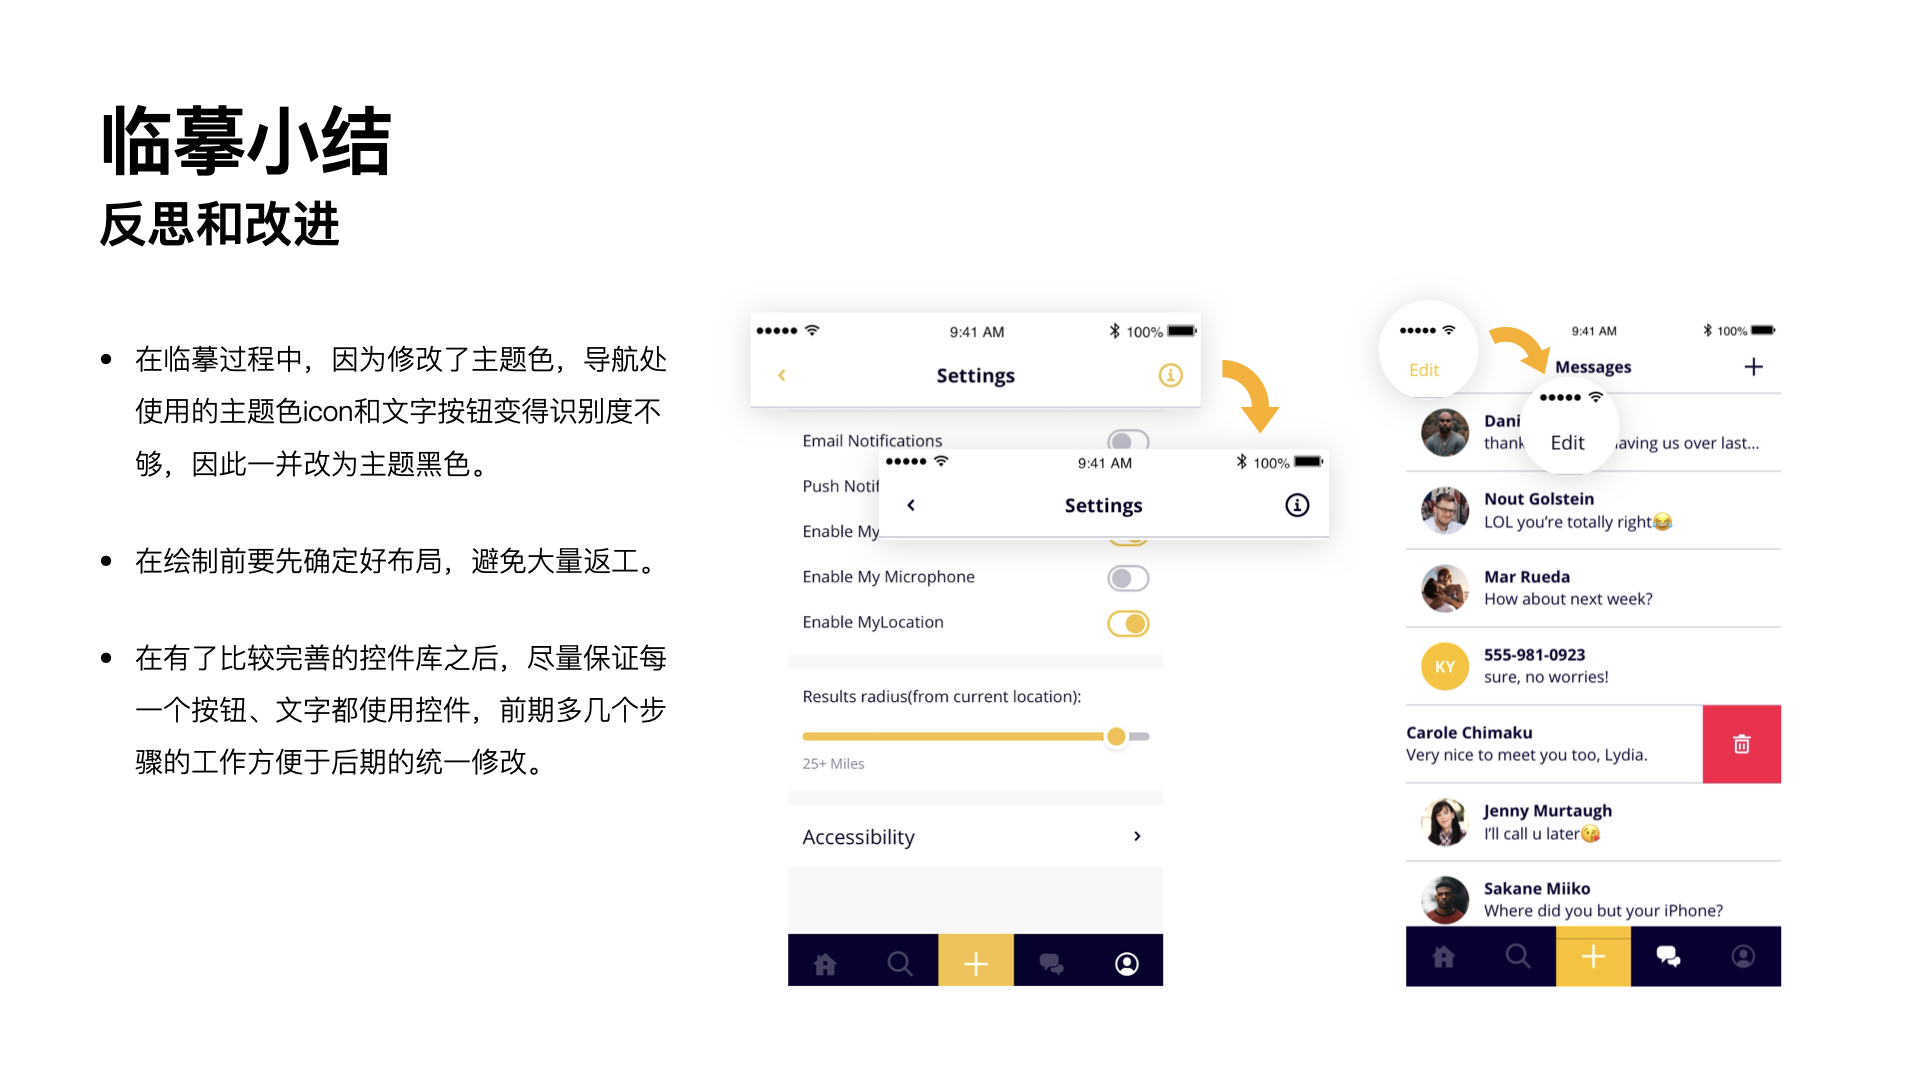 临摹小结
反思和改进
在临摹过程中，因为修改了主题色，导航处
使用的主题色icon和文字按钮变得识别度不
够，因此一并改为主题黑色。
在绘制前要先确定好布局，避免大量返工。
在有了比较完善的控件库之后，尽量保证每
一个按钮、文字都使用控件，前期多几个步
骤的工作方便于后期的统一修改。
9:41 AM
100%
Settings
Email Notifications
9:41 AM
100%
Push Notif
Settings
Enable My
Enable My Microphone
Enable MyLocation
Results radius(from current location):
25+ Miles
Accessibility
9:41 AM
100%
Edit
Messages
Edit
Dani
thank
aving us over last...
Nout Golstein
LOL you're totally right😂
Mar Rueda
How about next week?
KY
555-981-0923
sure, no worries!
Carole Chimaku
Very nice to meet you too, Lydia.
Jenny Murtaugh
I'll call u later😘
Sakane Miiko
Where did you but your iPhone?